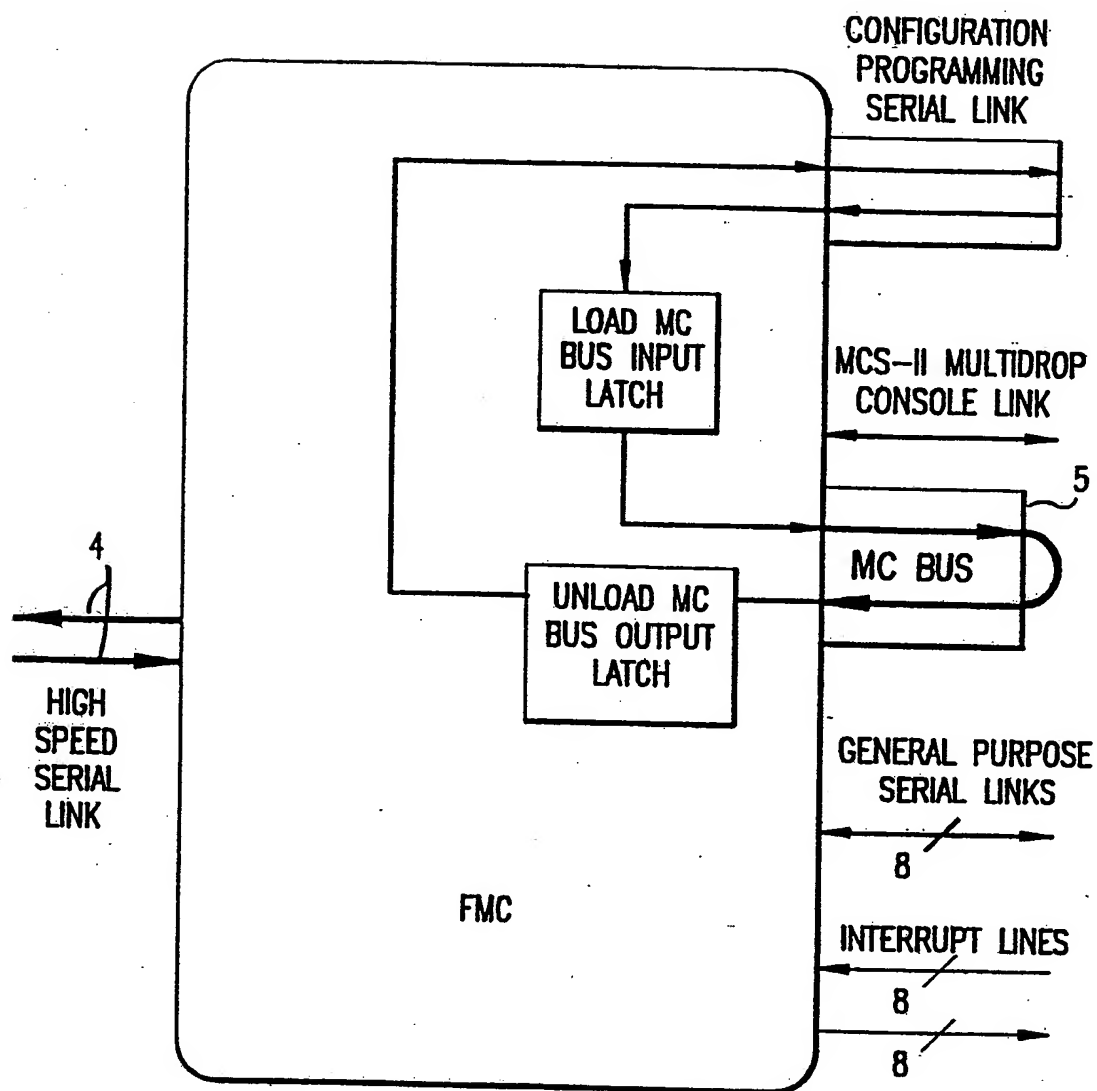 CONFIGURATION
PROGRAMMING
SERIAL LINK
LOAD MC
BUS INPUT
LATCH
MCS-II MULTIDROP
CONSOLE LINK
5
4
MC BUS
UNLOAD MC
BUS OUTPUT
LATCH
HIGH
SPEED
SERIAL
LINK
GENERAL PURPOSE
SERIAL LINKS
8
FMC
INTERRUPT LINES
8
8